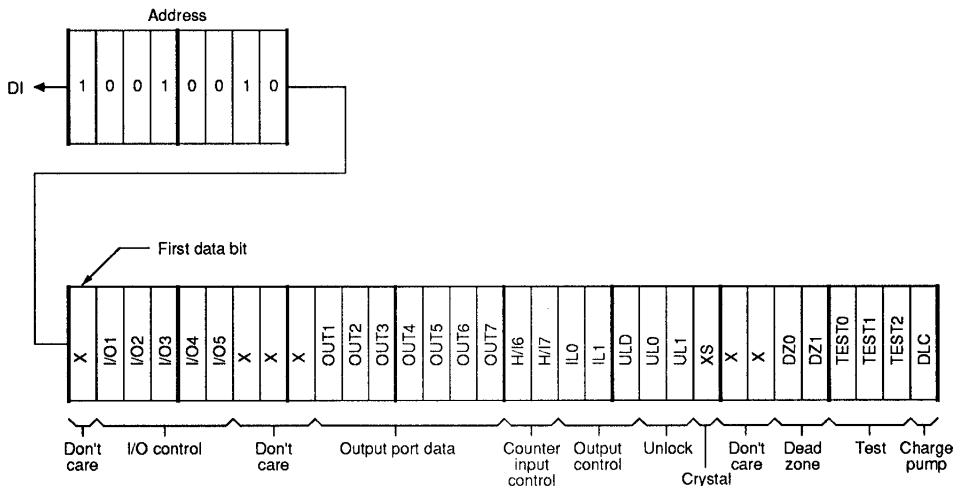 Address
DI
1 0 0 1 0 0 1 0
First data bit
X I/O1 I/O2 I/O3 I/O4 I/O5 X X X OUT1 OUT2 OUT3 OUT4 OUT5 OUT6 OUT7 H/I6 H/I7 IL0 IL1 ULD UL0 UL1 XS X X DZ0 DZ1 TEST0 TEST1 TEST2 DLC
Don't care
I/O control
Don't care
Output port data
Counter input control
Output control
Unlock
Crystal
Don't care
Dead zone
Test
Charge pump